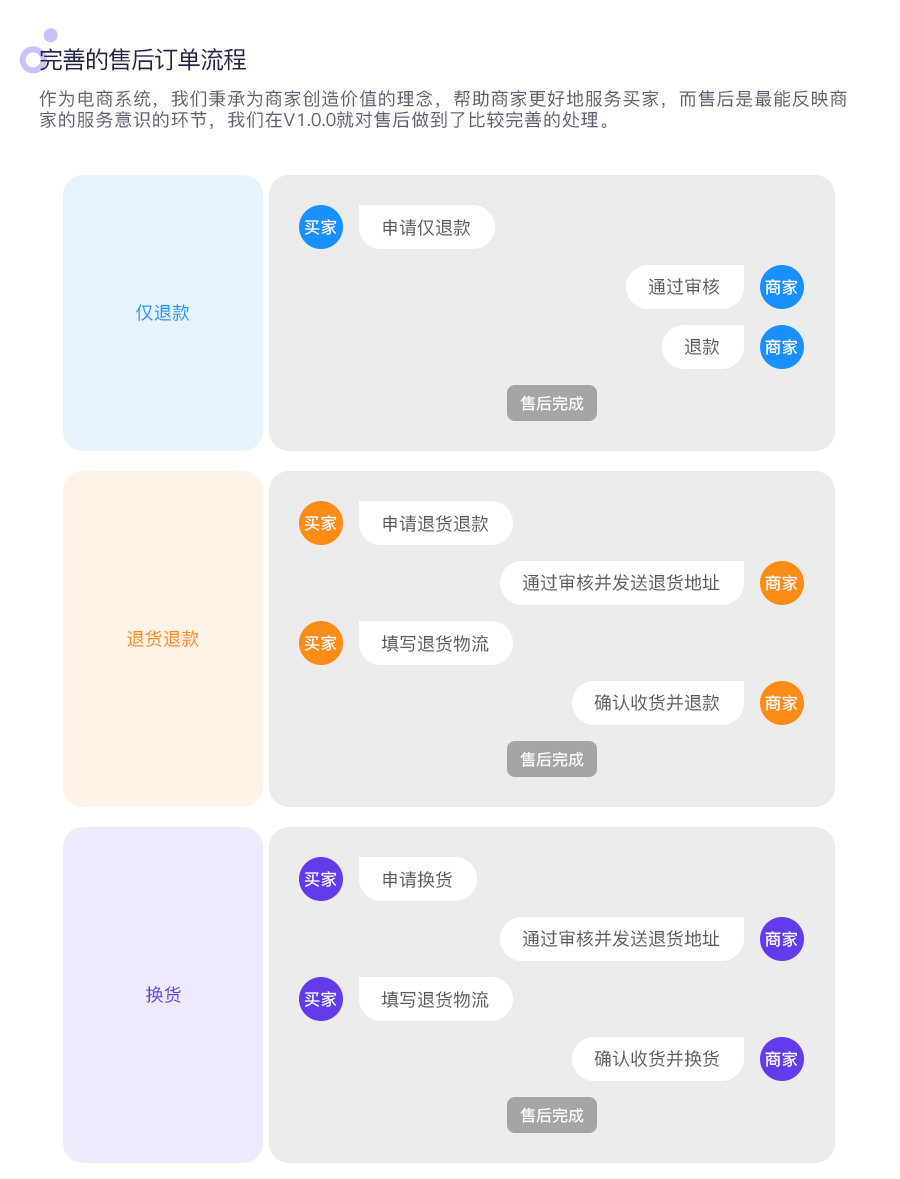 完善的售后订单流程
作为电商系统，我们秉承为商家创造价值的理念，帮助商家更好地服务买家，而售后是最能反映商
家的服务意识的环节，我们在V1.0.0就对售后做到了比较完善的处理。
仅退款
买家 申请仅退款
通过审核 商家
退款 商家
售后完成
退货退款
买家 申请退货退款
通过审核并发送退货地址 商家
买家 填写退货物流
确认收货并退款 商家
售后完成
换货
买家 申请换货
通过审核并发送退货地址 商家
买家 填写退货物流
确认收货并换货 商家
售后完成